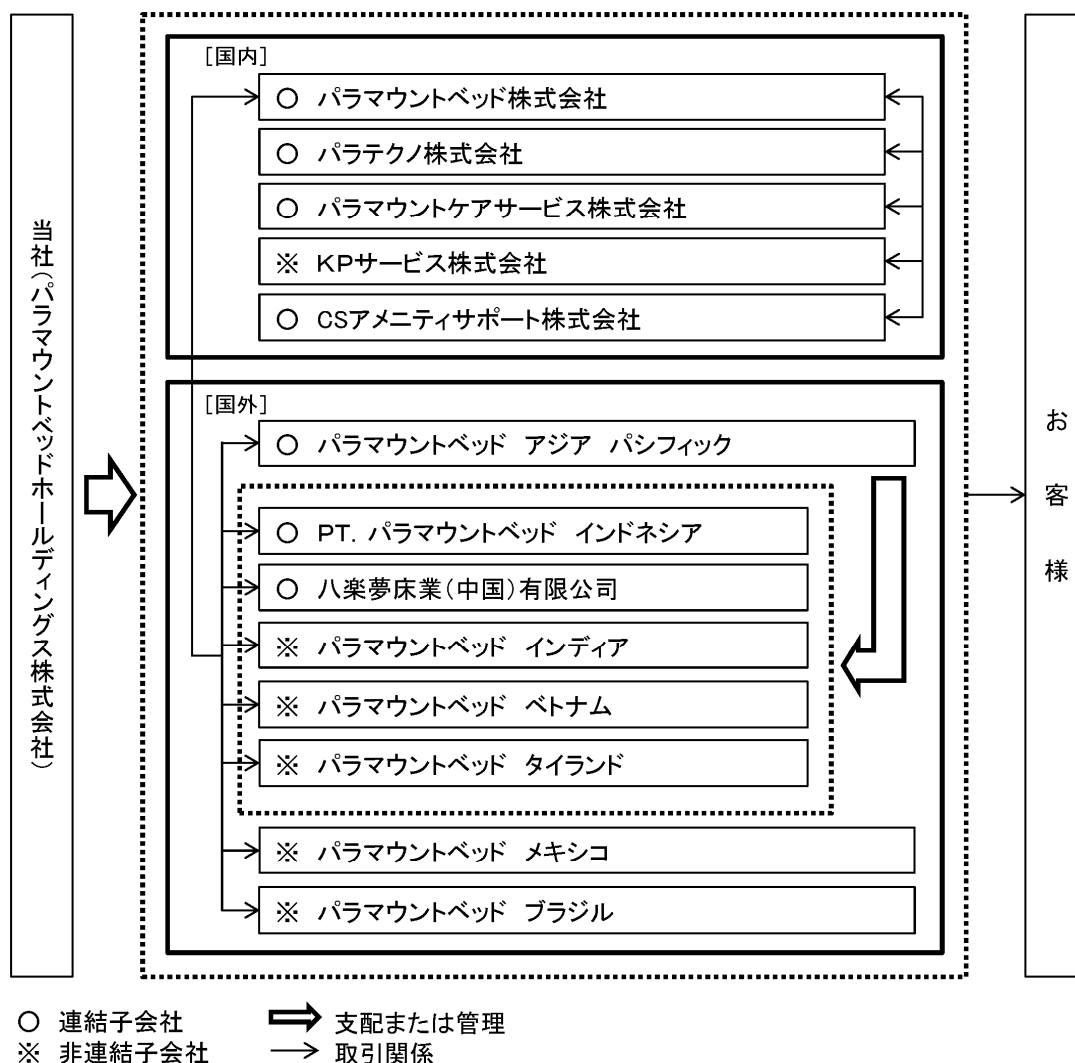 当社(パラマウントベッドホールディングス株式会社)
[国内]
○ パラマウントベッド株式会社
○ パラテクノ株式会社
○ パラマウントケアサービス株式会社
※ KPサービス株式会社
○ CSアメニティサポート株式会社
[国外]
○ パラマウントベッド アジア パシフィック
○ PT. パラマウントベッド インドネシア
○ 八楽夢床業(中国)有限公司
※ パラマウントベッド インディア
※ パラマウントベッド ベトナム
※ パラマウントベッド タイランド
※ パラマウントベッド メキシコ
※ パラマウントベッド ブラジル
お客様
○ 連結子会社
支配または管理
※ 非連結子会社
取引関係